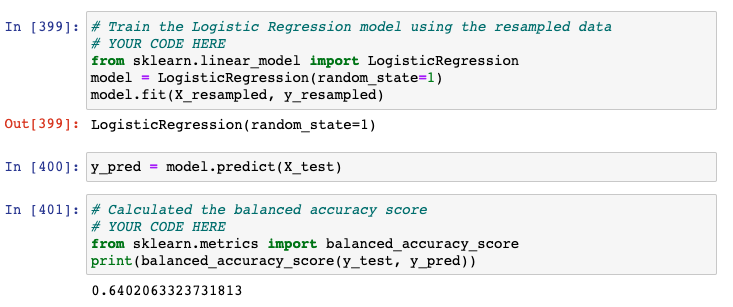 In [399]: # Train the Logistic Regression model using the resampled data
# YOUR CODE HERE
from sklearn.linear_model import LogisticRegression
model = LogisticRegression(random_state=1)
model.fit(X_resampled, y_resampled)
Out[399]: LogisticRegression(random_state=1)
In [400]: y_pred = model.predict(X_test)
In [401]: # Calculated the balanced accuracy score
# YOUR CODE HERE
from sklearn.metrics import balanced_accuracy_score
print(balanced_accuracy_score(y_test, y_pred))
0.6402063323731813